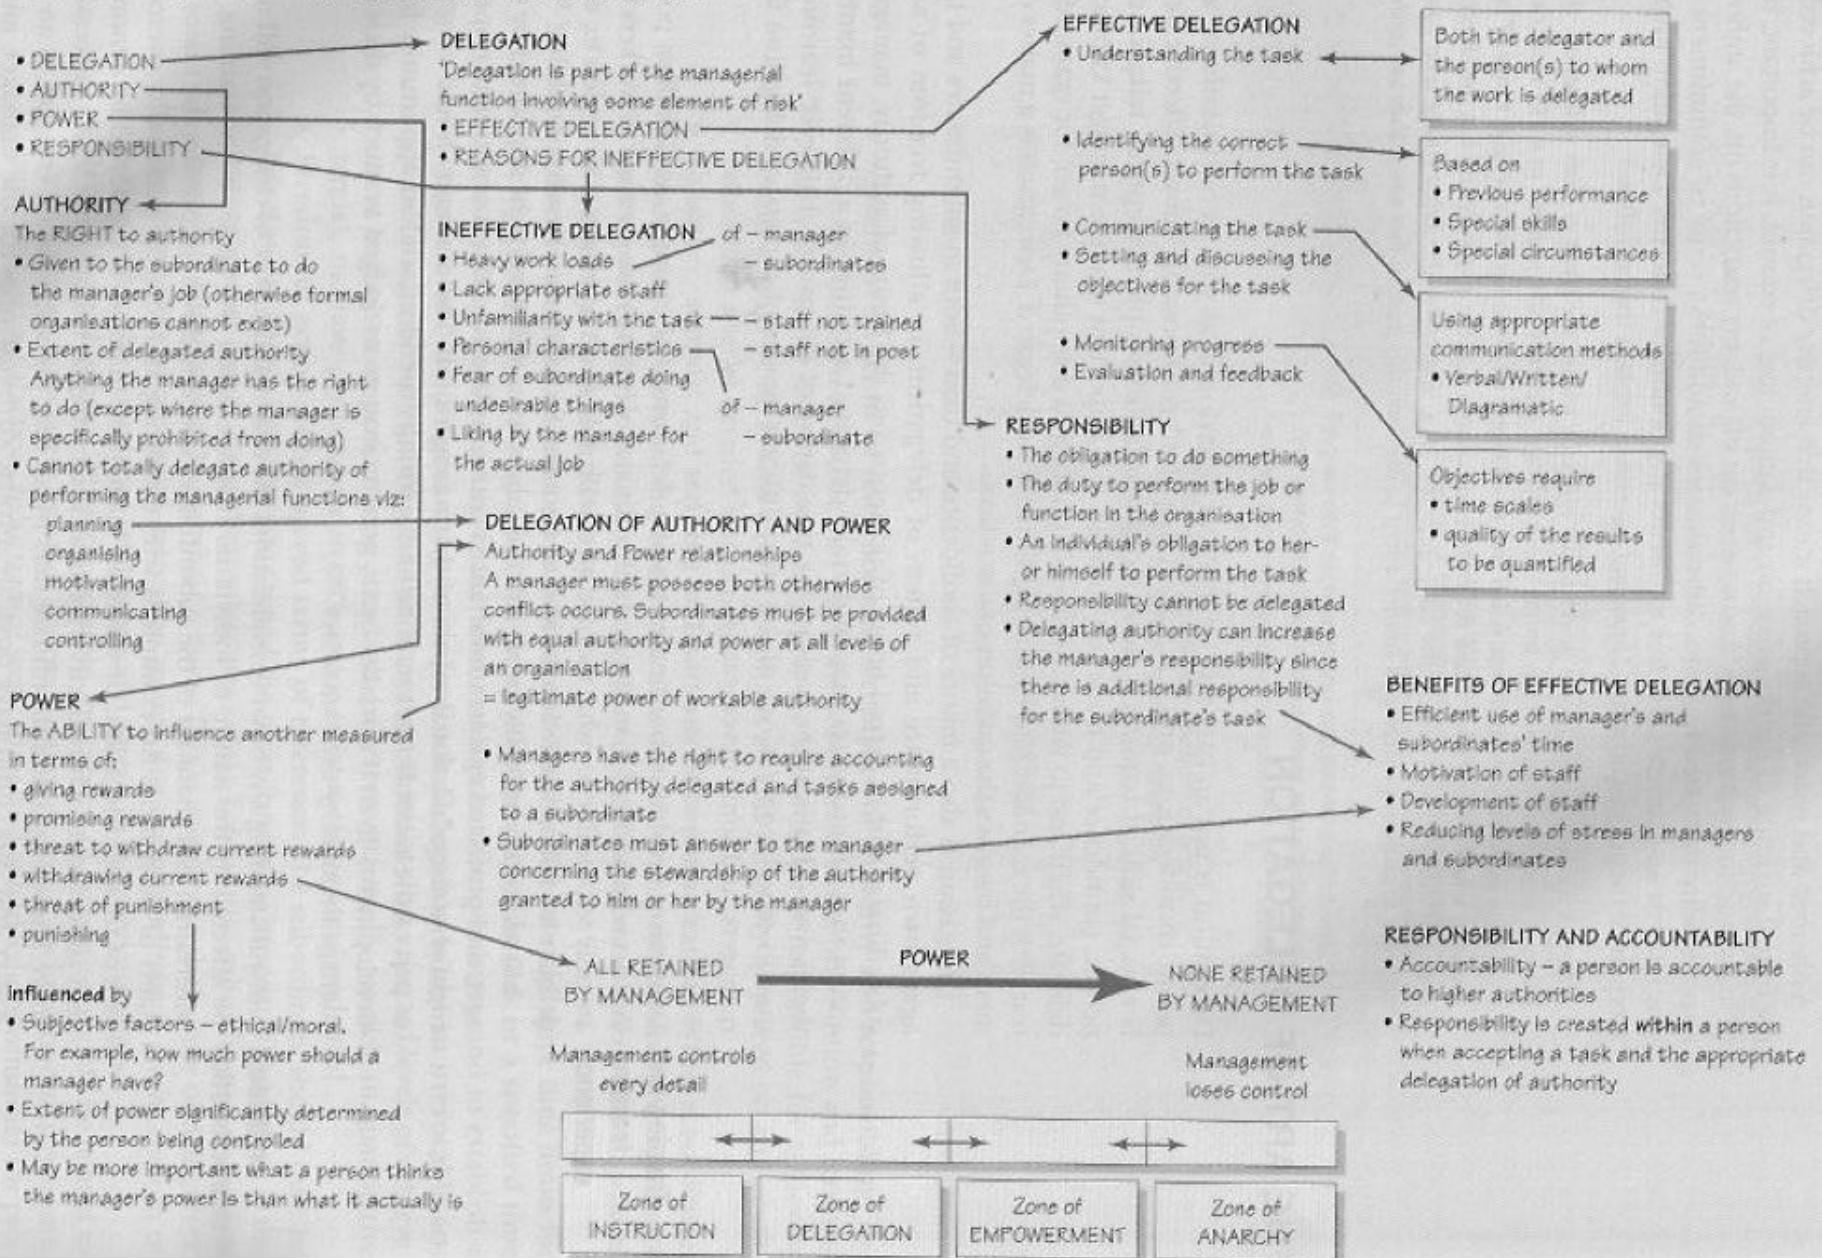 • DELEGATION
• AUTHORITY
• POWER
• RESPONSIBILITY
AUTHORITY
The RIGHT to authority
• Given to the subordinate to do
the manager's job (otherwise formal
organisations cannot exist)
• Extent of delegated authority
Anything the manager has the right
to do (except where the manager is
specifically prohibited from doing)
• Cannot totally delegate authority of
performing the managerial functions viz:
planning
organising
motivating
communicating
controlling
POWER
The ABILITY to influence another measured
in terms of:
• giving rewards
• promising rewards
• threat to withdraw current rewards
• withdrawing current rewards
• threat of punishment
• punishing
influenced by
• Subjective factors – ethical/moral.
For example, how much power should a
manager have?
• Extent of power significantly determined
by the person being controlled
• May be more important what a person thinks
the manager's power is than what it actually is
DELEGATION
'Delegation is part of the managerial
function involving some element of risk'
• EFFECTIVE DELEGATION
• REASONS FOR INEFFECTIVE DELEGATION
INEFFECTIVE DELEGATION of – manager
• Heavy work loads – subordinates
• Lack appropriate staff
• Unfamiliarity with the task – staff not trained
• Personal characteristics – staff not in post
• Fear of subordinate doing
undesirable things of – manager
• Liking by the manager for – subordinate
the actual job
DELEGATION OF AUTHORITY AND POWER
Authority and Power relationships
A manager must possess both otherwise
conflict occurs. Subordinates must be provided
with equal authority and power at all levels of
an organisation
= legitimate power of workable authority
• Managers have the right to require accounting
for the authority delegated and tasks assigned
to a subordinate
• Subordinates must answer to the manager
concerning the stewardship of the authority
granted to him or her by the manager
EFFECTIVE DELEGATION
• Understanding the task
• Identifying the correct
person(s) to perform the task
• Communicating the task
• Setting and discussing the
objectives for the task
• Monitoring progress
• Evaluation and feedback
Both the delegator and
the person(s) to whom
the work is delegated
Based on
• Previous performance
• Special skills
• Special circumstances
Using appropriate
communication methods
• Verbal/Written/
Diagramatic
Objectives require
• time scales
• quality of the results
to be quantified
RESPONSIBILITY
• The obligation to do something
• The duty to perform the job or
function in the organisation
• An individual's obligation to her-
or himself to perform the task
• Responsibility cannot be delegated
• Delegating authority can increase
the manager's responsibility since
there is additional responsibility
for the subordinate's task
BENEFITS OF EFFECTIVE DELEGATION
• Efficient use of manager's and
subordinates' time
• Motivation of staff
• Development of staff
• Reducing levels of stress in managers
and subordinates
RESPONSIBILITY AND ACCOUNTABILITY
• Accountability – a person is accountable
to higher authorities
• Responsibility is created within a person
when accepting a task and the appropriate
delegation of authority
POWER
ALL RETAINED
BY MANAGEMENT
NONE RETAINED
BY MANAGEMENT
Management controls
every detail
Management
loses control
Zone of
INSTRUCTION
Zone of
DELEGATION
Zone of
EMPOWERMENT
Zone of
ANARCHY